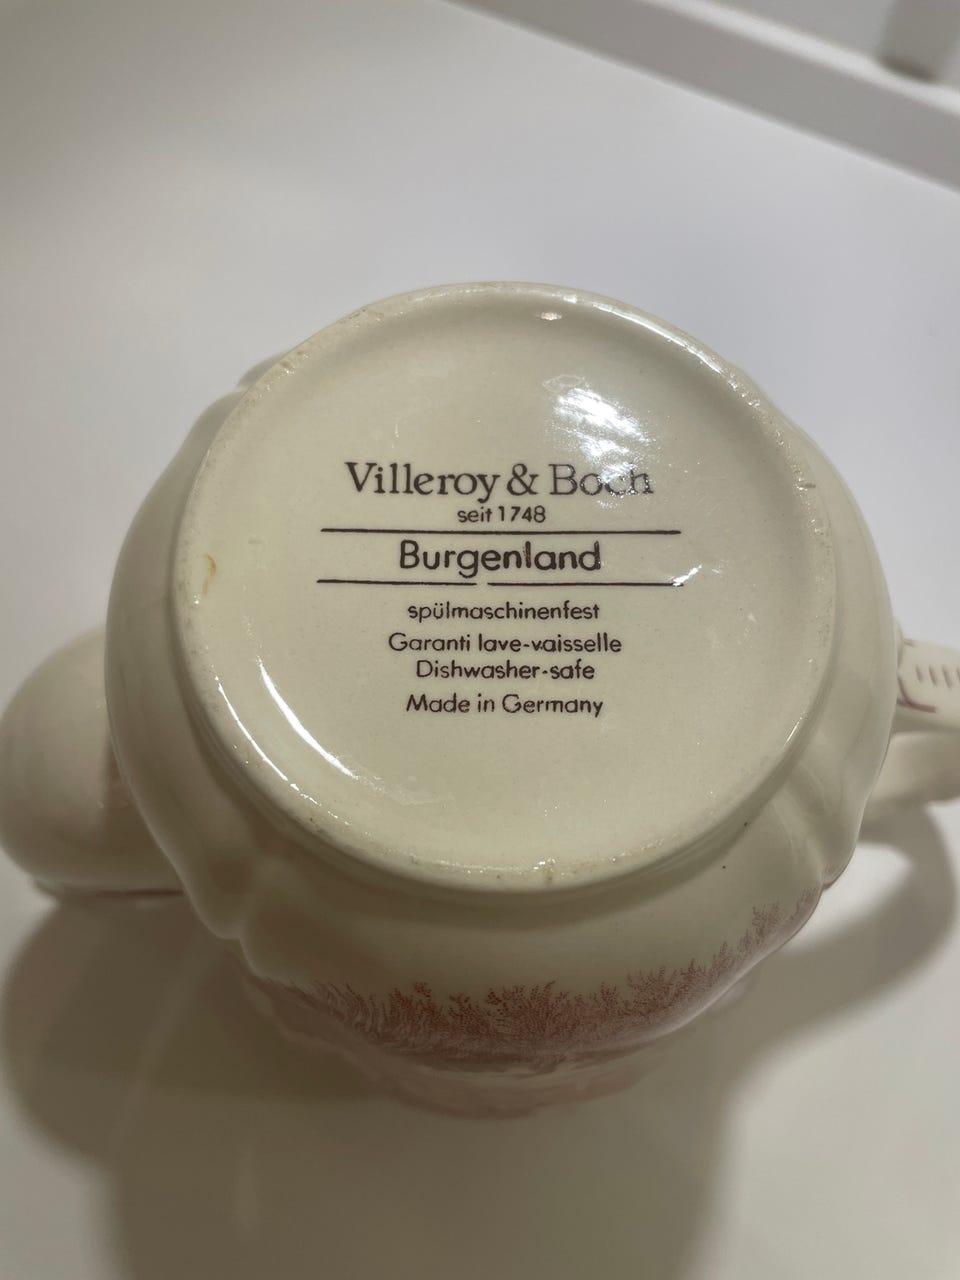 Villeroy & Boch
seit 1748
Burgenland
spülmaschinenfest
Garanti lave-vaisselle
Dishwasher-safe
Made in Germany